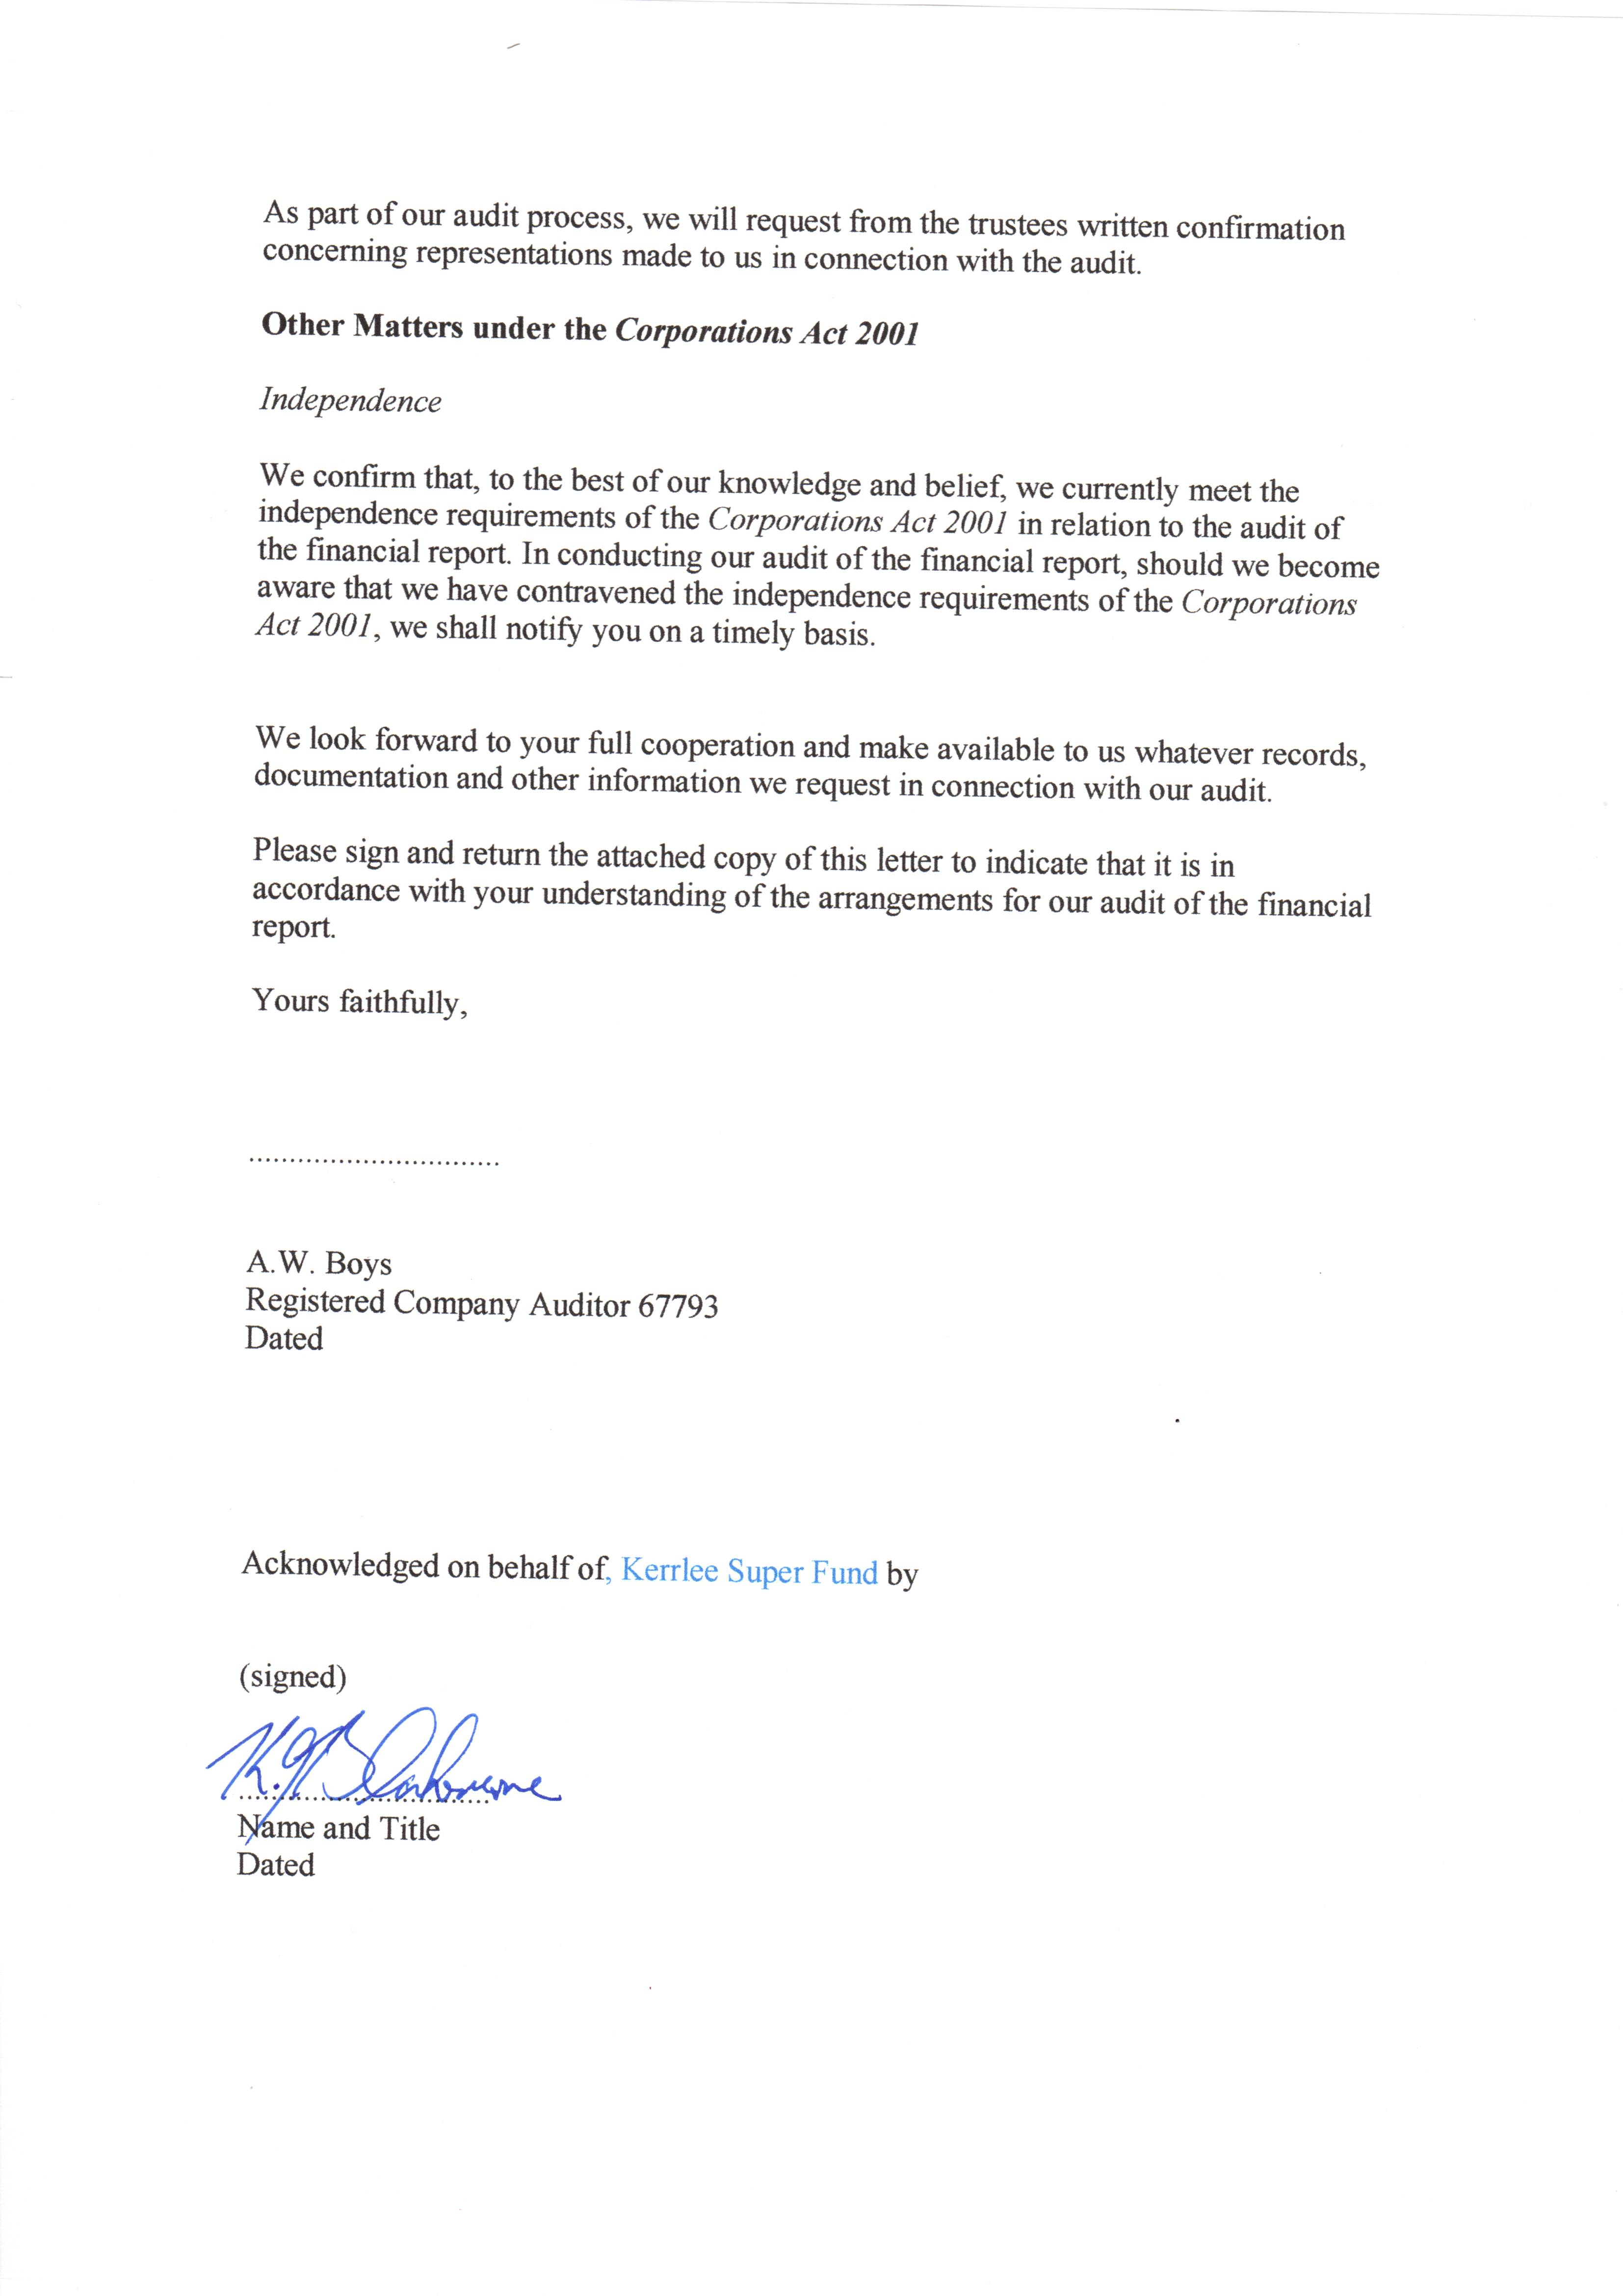 As part of our audit process, we will request from the trustees written confirmation
concerning representations made to us in connection with the audit.
Other Matters under the Corporations Act 2001
Independence
We confirm that, to the best of our knowledge and belief, we currently meet the
independence requirements of the Corporations Act 2001 in relation to the audit of
the financial report. In conducting our audit of the financial report, should we become
aware that we have contravened the independence requirements of the Corporations
Act 2001, we shall notify you on a timely basis.
We look forward to your full cooperation and make available to us whatever records,
documentation and other information we request in connection with our audit.
Please sign and return the attached copy of this letter to indicate that it is in
accordance with your understanding of the arrangements for our audit of the financial
report.
Yours faithfully,
...............................
A.W. Boys
Registered Company Auditor 67793
Dated
Acknowledged on behalf of, Kerrlee Super Fund by
(signed)
...............................
Name and Title
Dated